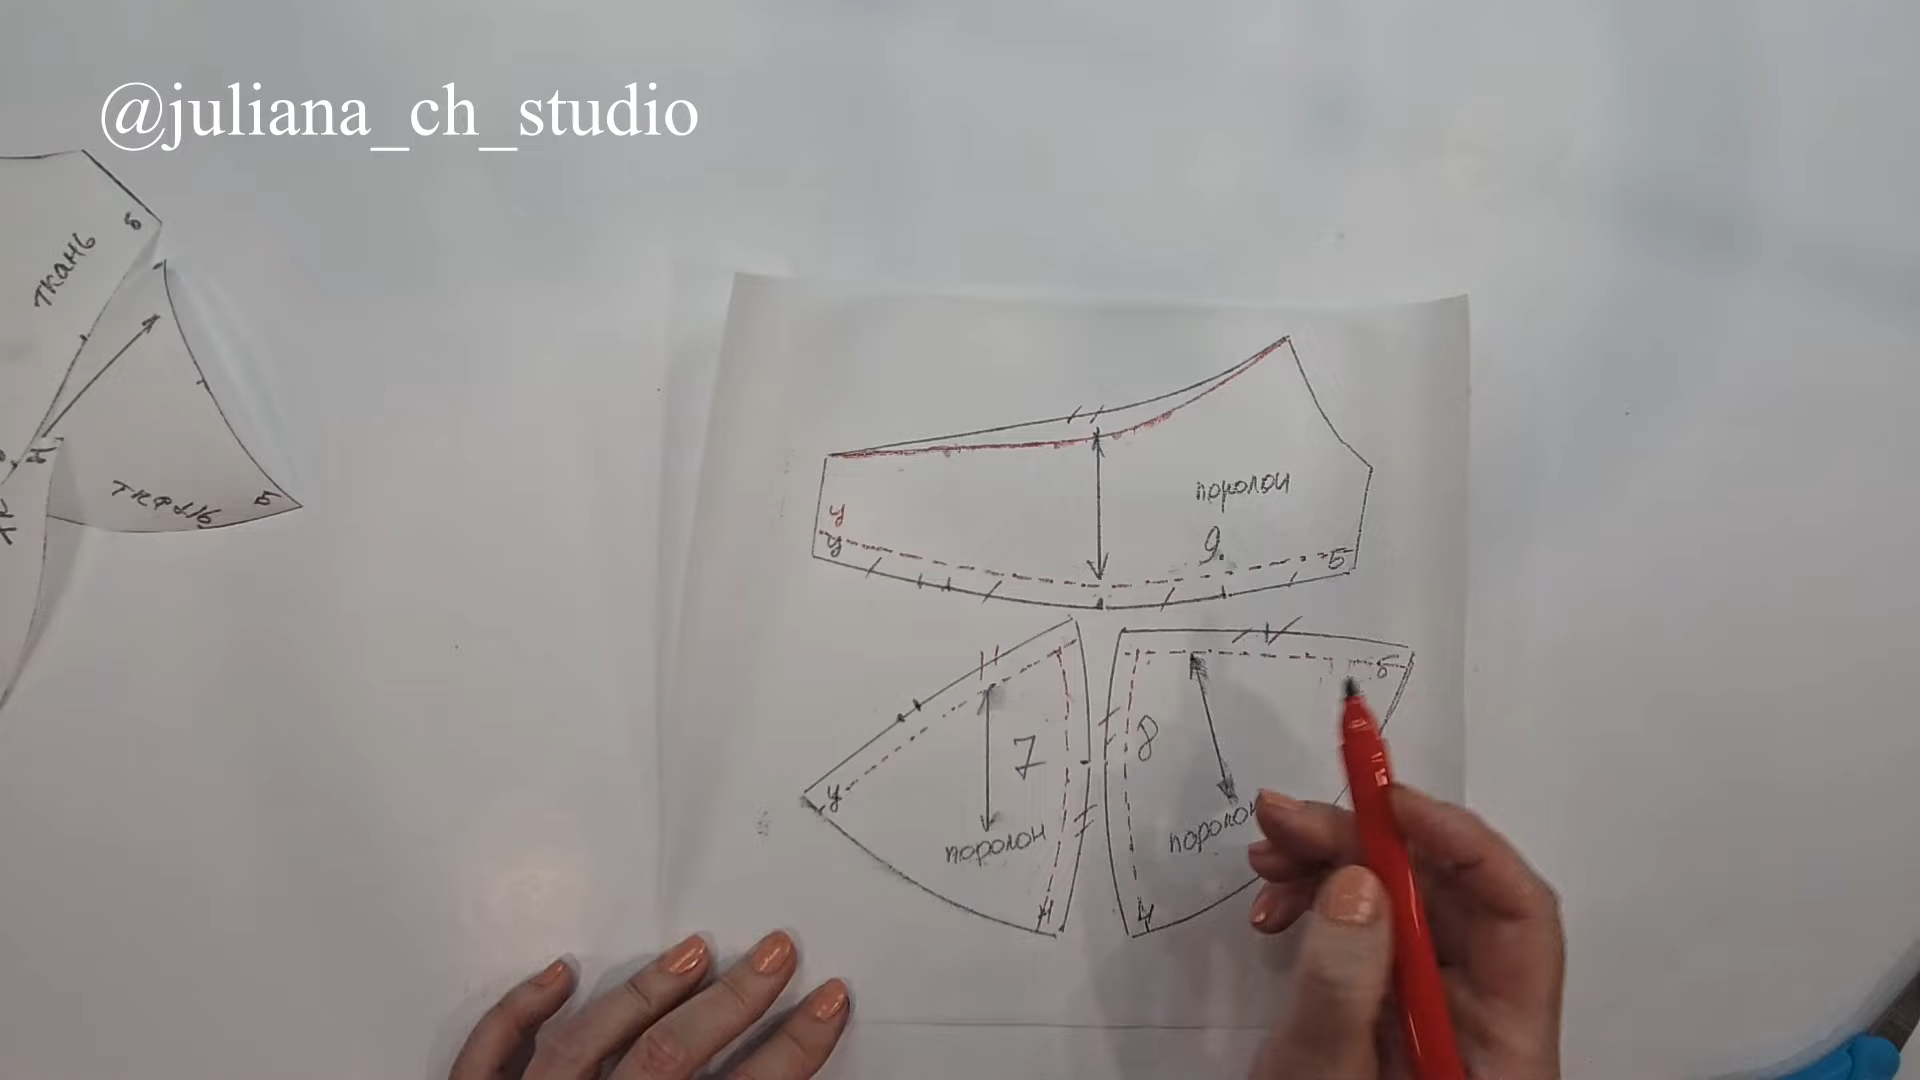 @juliana_ch_studio
ткань
б
ткань
Б
н
поролон
9.
у
у
Б
7
у
поролон
н
8
Б
поролон
н